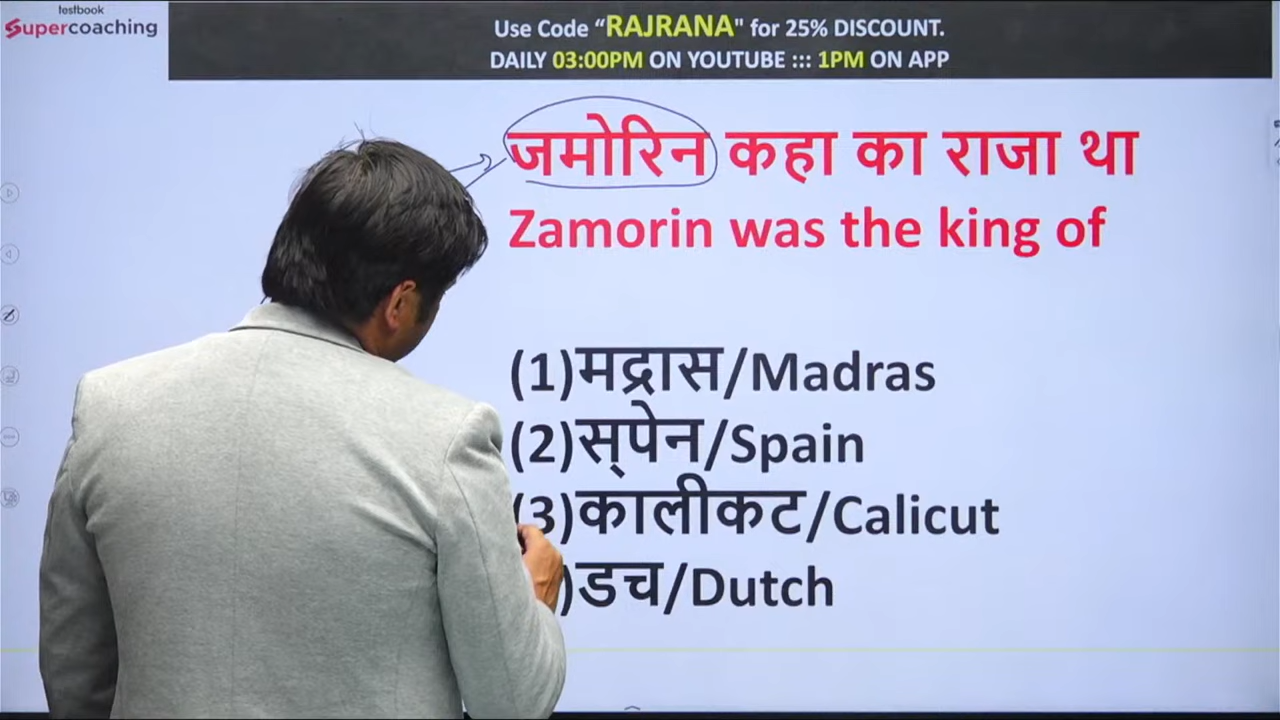 testbook
Supercoaching
Use Code “RAJRANA" for 25% DISCOUNT.
DAILY 03:00PM ON YOUTUBE ::: 1PM ON APP
जमोरिन कहा का राजा था
Zamorin was the king of
(1)मद्रास/Madras
(2)स्पेन/Spain
(3)कालीकट/Calicut
)डच/Dutch